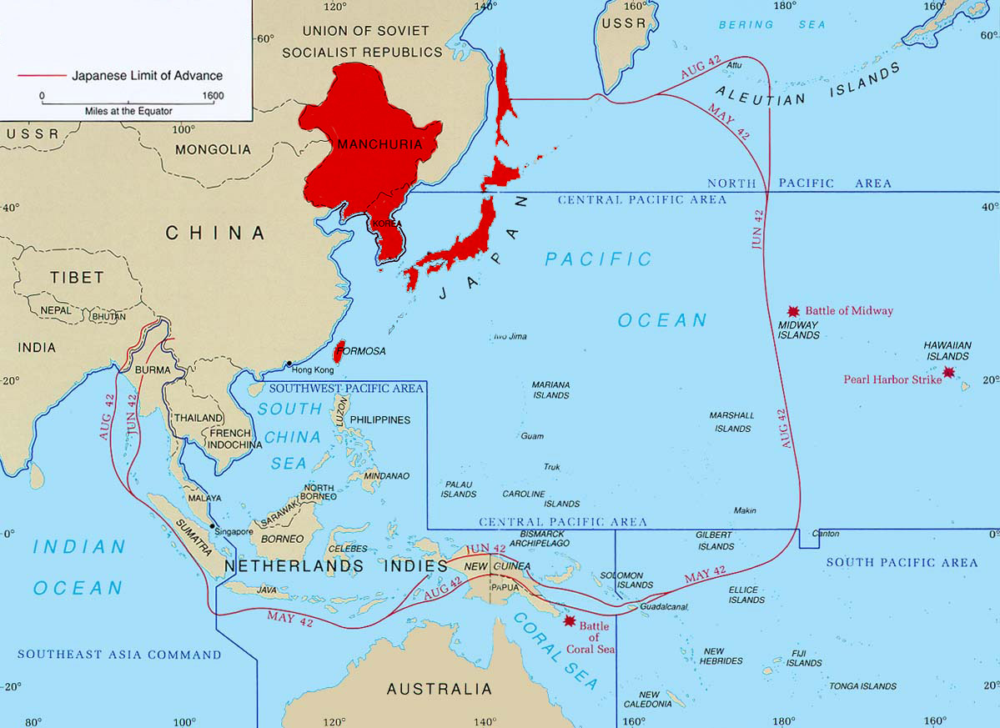 120°
140°
160°
180°
160°
60°
60°
UNION OF SOVIET
SOCIALIST REPUBLICS
USSR
BERING SEA
AUG 42
Attu
ALEUTIAN ISLANDS
MAY 42
Japanese Limit of Advance
0
1600
Miles at the Equator
USSR
100°
MONGOLIA
MANCHURIA
NORTH PACIFIC AREA
CENTRAL PACIFIC AREA
40°
40°
CHINA
KOREA
JAPAN
JUN 42
PACIFIC
OCEAN
TIBET
NEPAL
BHUTAN
INDIA
BURMA
Battle of Midway
MIDWAY
ISLANDS
HAWAIIAN
ISLANDS
Pearl Harbor Strike
Iwo Jima
FORMOSA
Hong Kong
20°
20°
SOUTHWEST PACIFIC AREA
SOUTH
CHINA
SEA
LUZON
PHILIPPINES
MARIANA
ISLANDS
MARSHALL
ISLANDS
AUG 42
AUG 42
JUN 42
THAILAND
FRENCH
INDOCHINA
Guam
Truk
MINDANAO
PALAU
ISLANDS
CAROLINE
ISLANDS
NORTH
BORNEO
SARAWAK
MALAYA
Makin
CENTRAL PACIFIC AREA
0°
0°
Singapore
SUMATRA
BORNEO
CELEBES
BISMARCK
ARCHIPELAGO
GILBERT
ISLANDS
Canton
INDIAN
OCEAN
NETHERLANDS INDIES
JUN 42
NEW GUINEA
PAPUA
AUG 42
SOUTH PACIFIC AREA
SOLOMON
ISLANDS
MAY 42
JAVA
ELLICE
ISLANDS
Guadalcanal
MAY 42
Battle
of
Coral Sea
CORAL SEA
SOUTHEAST ASIA COMMAND
NEW
HEBRIDES
FIJI
ISLANDS
20°
20°
AUSTRALIA
TONGA ISLANDS
NEW
CALEDONIA
80°
100°
120°
140°
160°
180°
160°